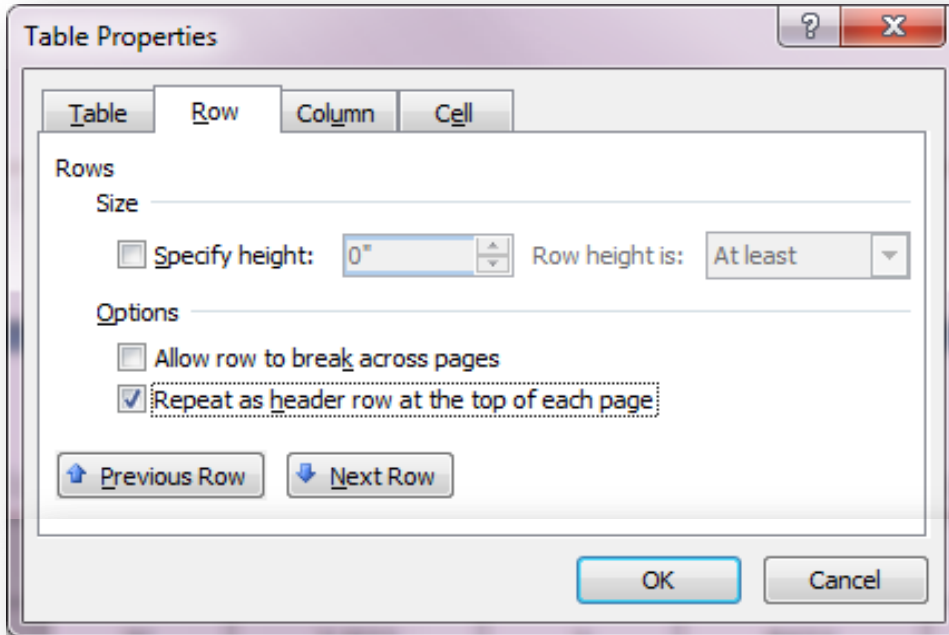 Table Properties
Table Row Column Cell
Rows
Size
Specify height: 0" Row height is: At least
Options
Allow row to break across pages
Repeat as header row at the top of each page
Previous Row Next Row
OK Cancel